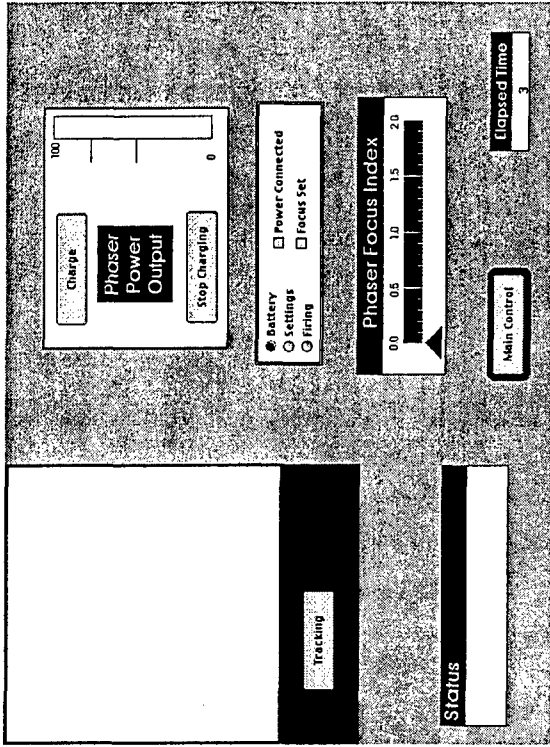 Charge
100
Phaser
Power
Output
Stop Charging
0
Battery
Power Connected
Settings
Focus Set
Firing
Tracking
Phaser Focus Index
0.0 0.5 1.0 1.5 2.0
Status
Main Control
Elapsed Time
3